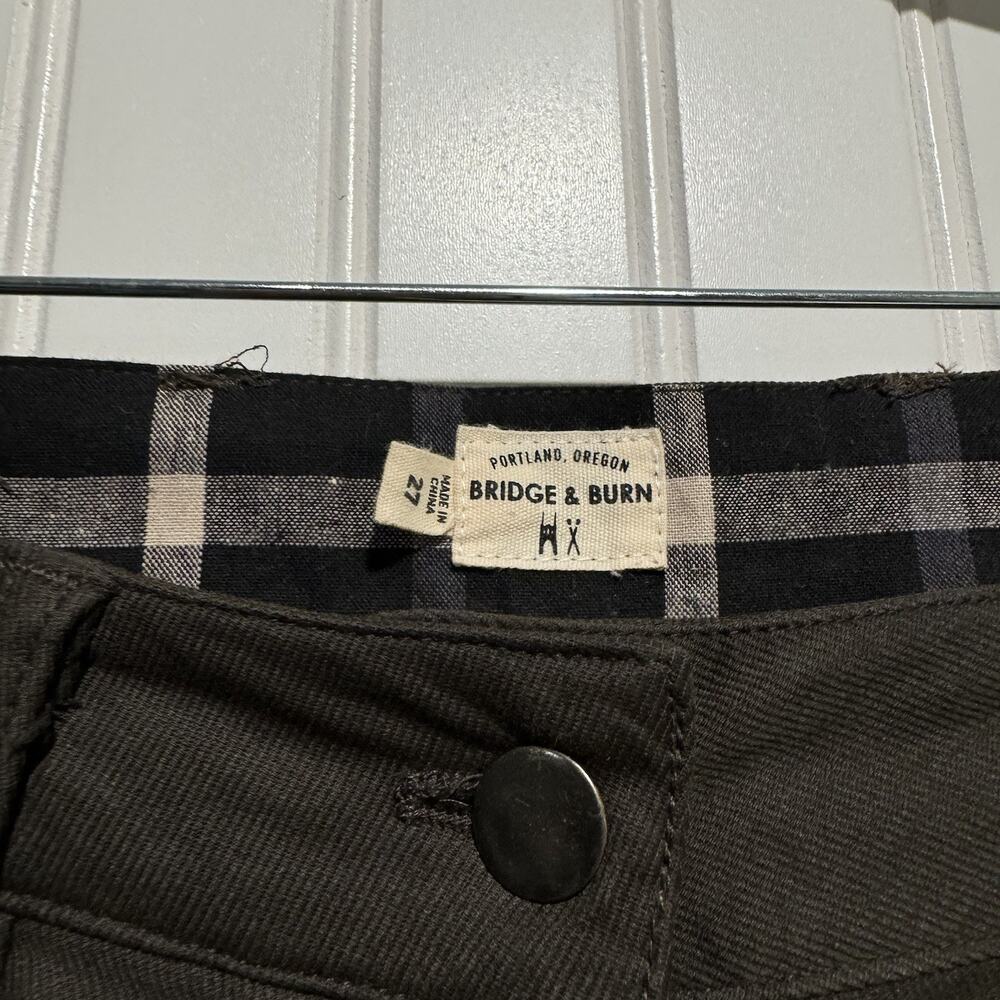 PORTLAND, OREGON
BRIDGE & BURN
MADE IN
CHINA
27